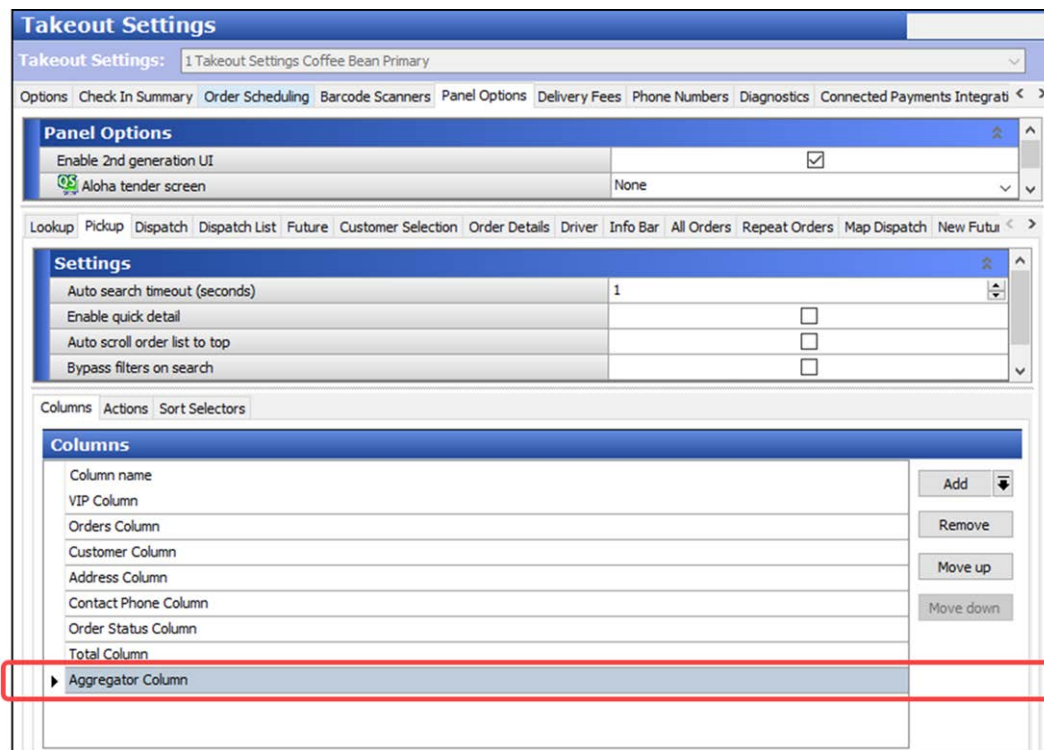 Takeout Settings
Takeout Settings: 1 Takeout Settings Coffee Bean Primary
Options Check In Summary Order Scheduling Barcode Scanners Panel Options Delivery Fees Phone Numbers Diagnostics Connected Payments Integrati
Panel Options
Enable 2nd generation UI
QS Aloha tender screen None
Lookup Pickup Dispatch Dispatch List Future Customer Selection Order Details Driver Info Bar All Orders Repeat Orders Map Dispatch New Futu
Settings
Auto search timeout (seconds) 1
Enable quick detail
Auto scroll order list to top
Bypass filters on search
Columns Actions Sort Selectors
Columns
Column name
Add
VIP Column
Orders Column
Remove
Customer Column
Address Column
Move up
Contact Phone Column
Move down
Order Status Column
Total Column
Aggregator Column